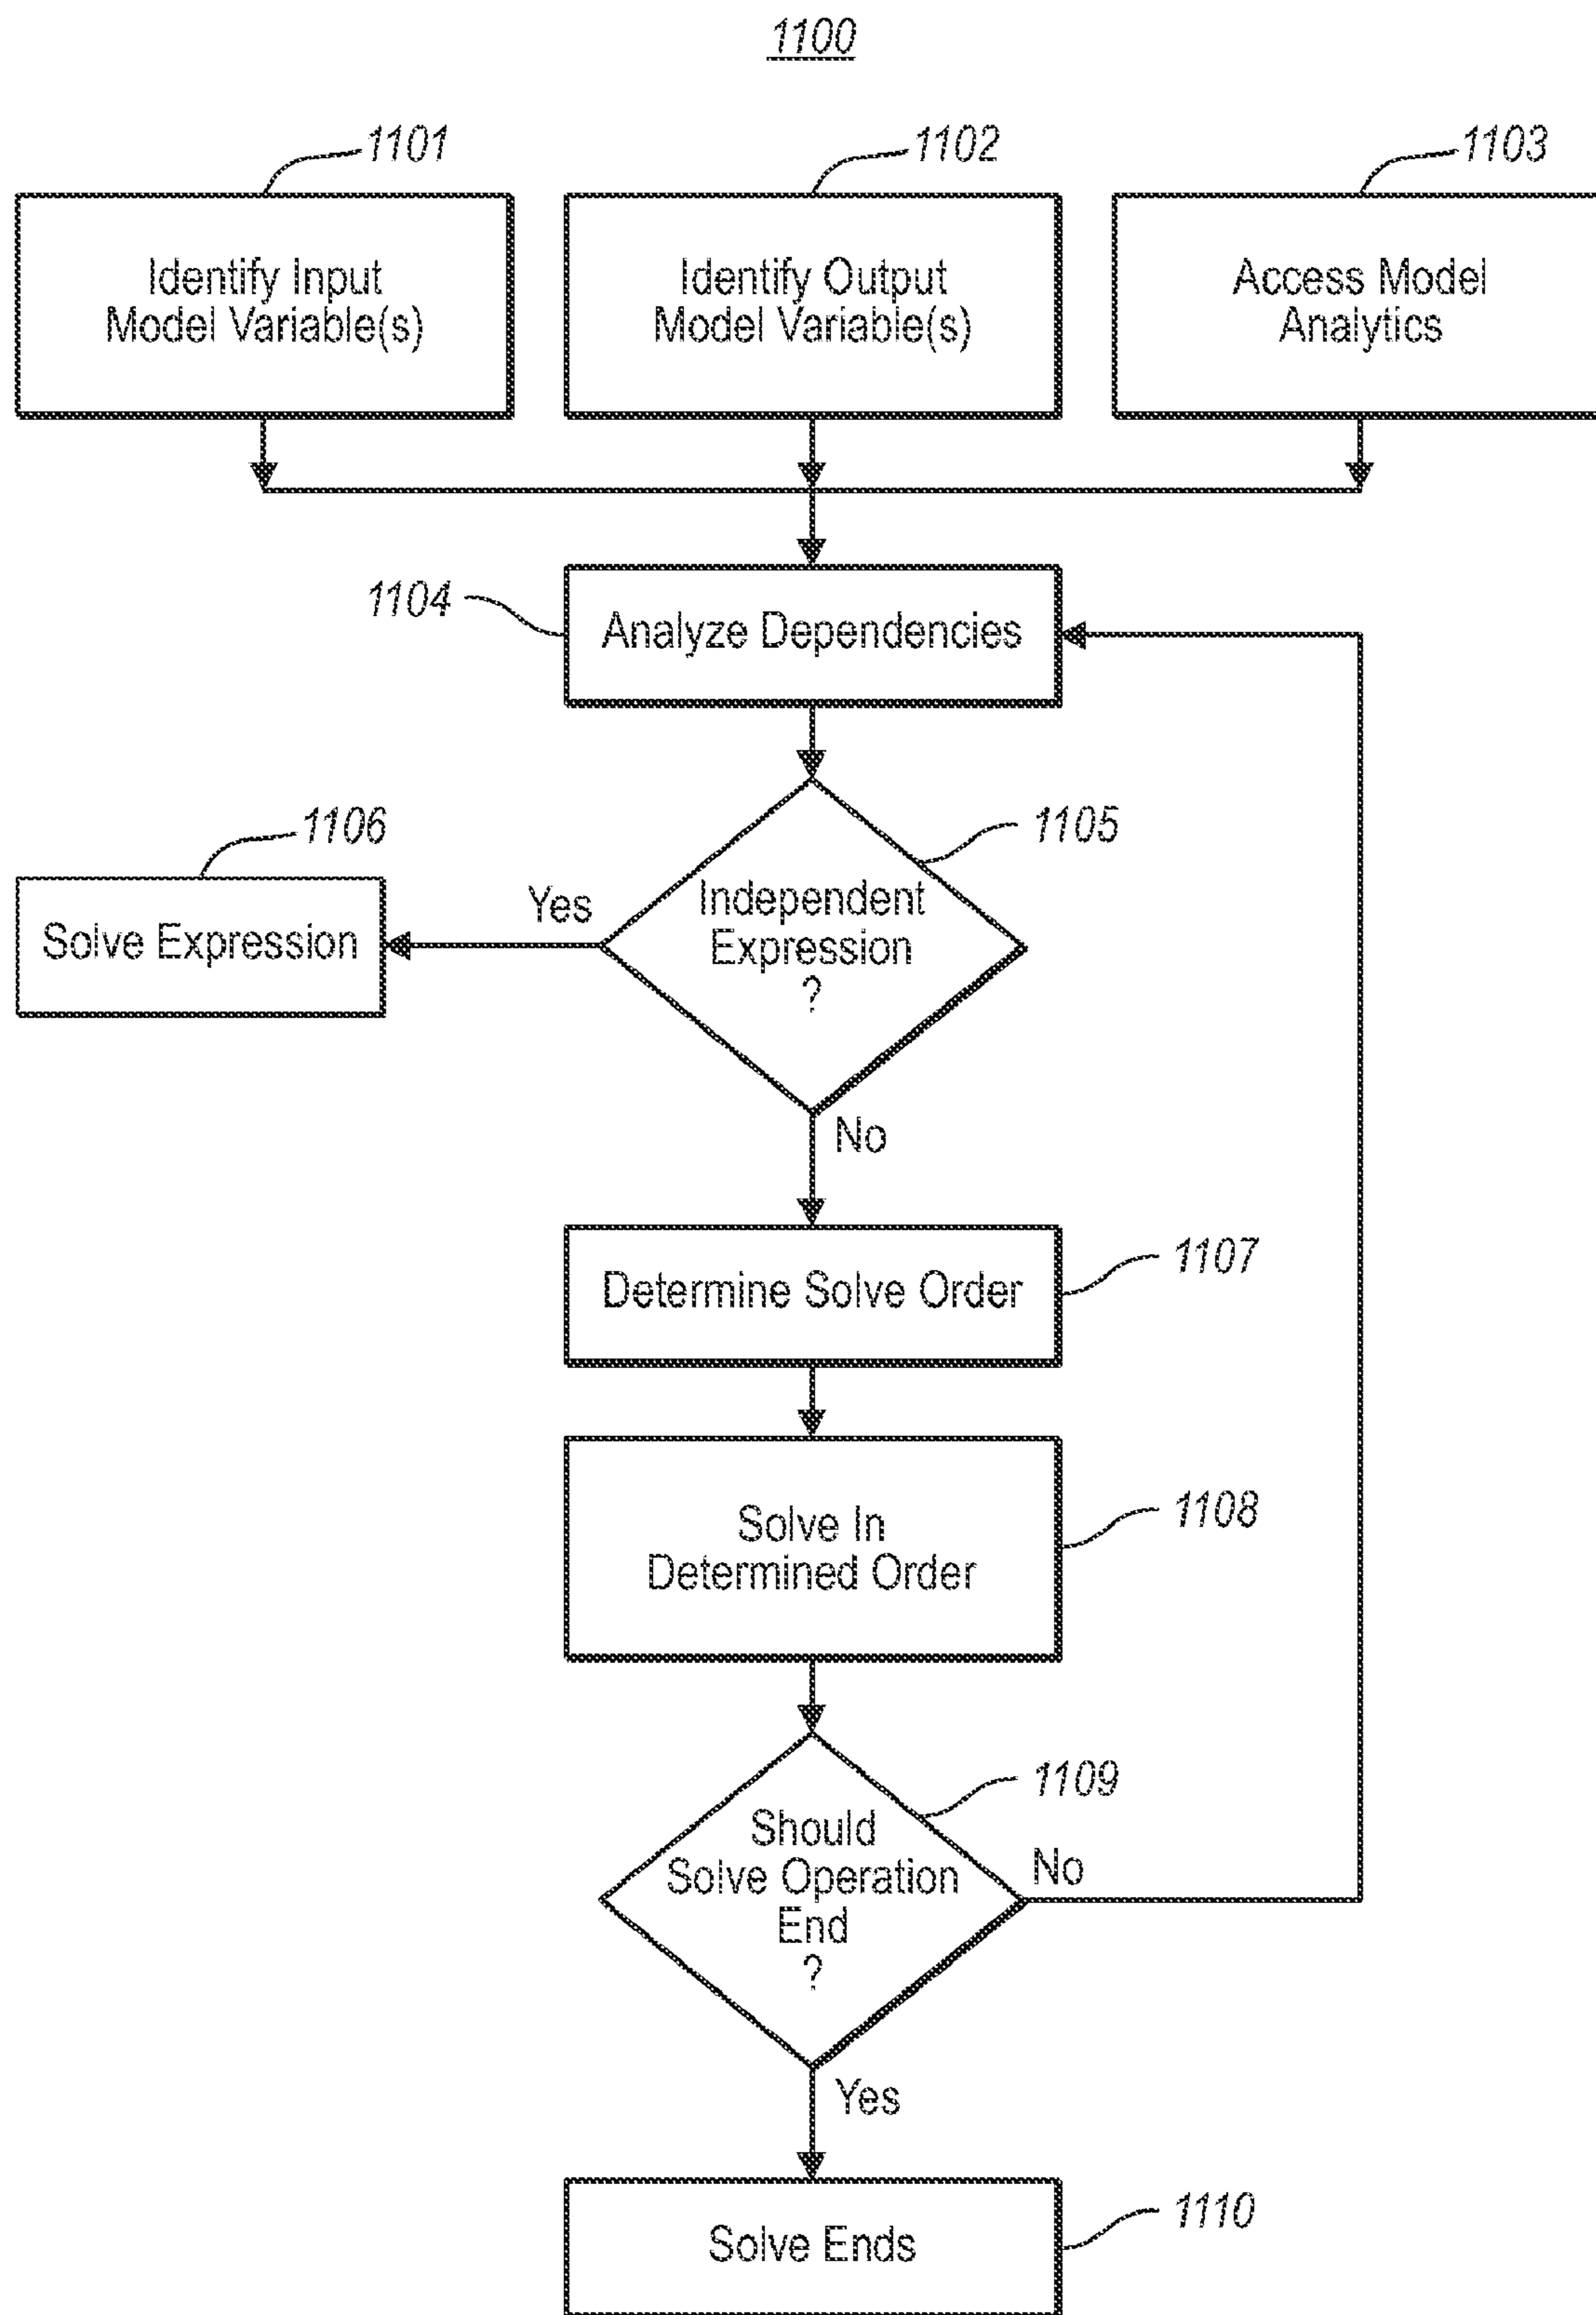 1100
1101
1102
1103
Identify Input
Model Variable(s)
Identify Output
Model Variable(s)
Access Model
Analytics
1104
Analyze Dependencies
1105
1106
Yes
Independent
Expression
?
Solve Expression
No
1107
Determine Solve Order
1108
Solve In
Determined Order
1109
Should
Solve Operation
End
?
No
Yes
1110
Solve Ends